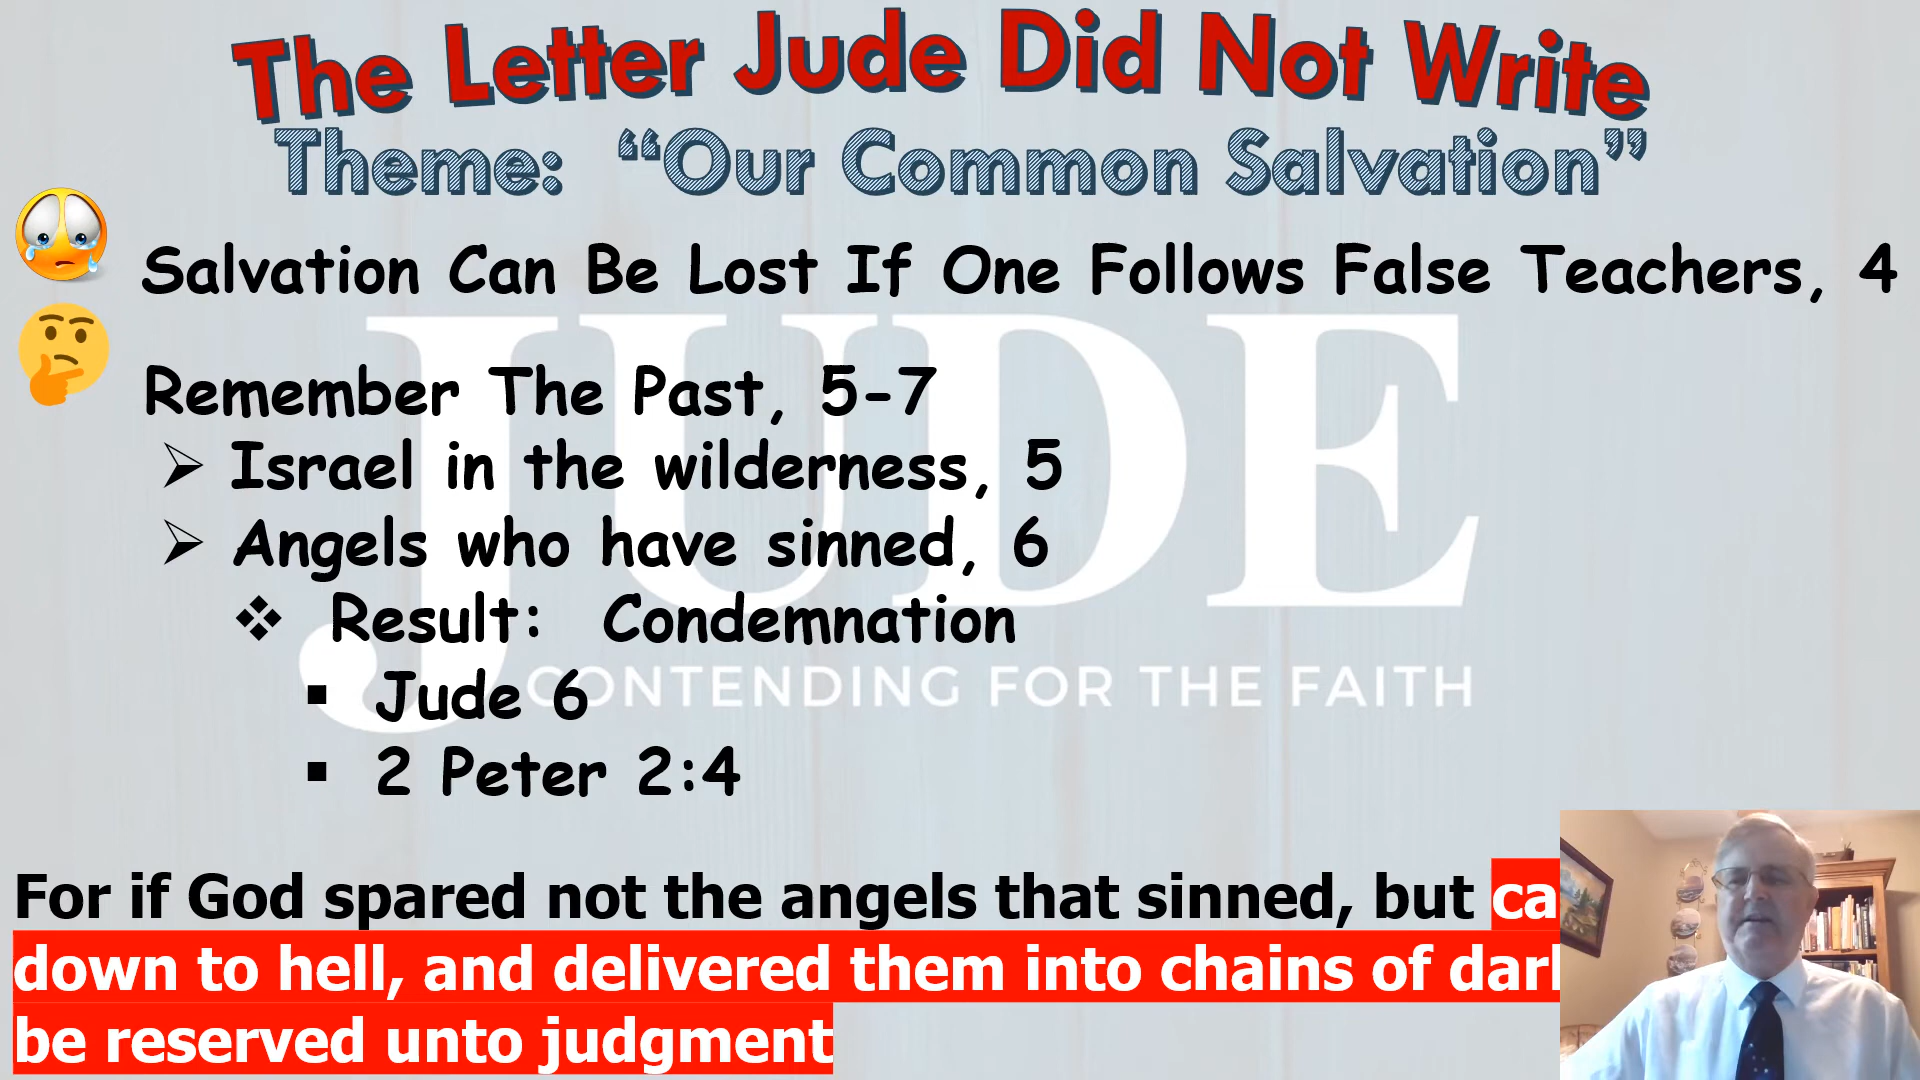 The Letter Jude Did Not Write
Theme: “Our Common Salvation”
Salvation Can Be Lost If One Follows False Teachers, 4
Remember The Past, 5-7
Israel in the wilderness, 5
Angels who have sinned, 6
Result: Condemnation
Jude 6
2 Peter 2:4
JUDE
CONTENDING FOR THE FAITH
For if God spared not the angels that sinned, but
down to hell, and delivered them into chains of
be reserved unto judgment